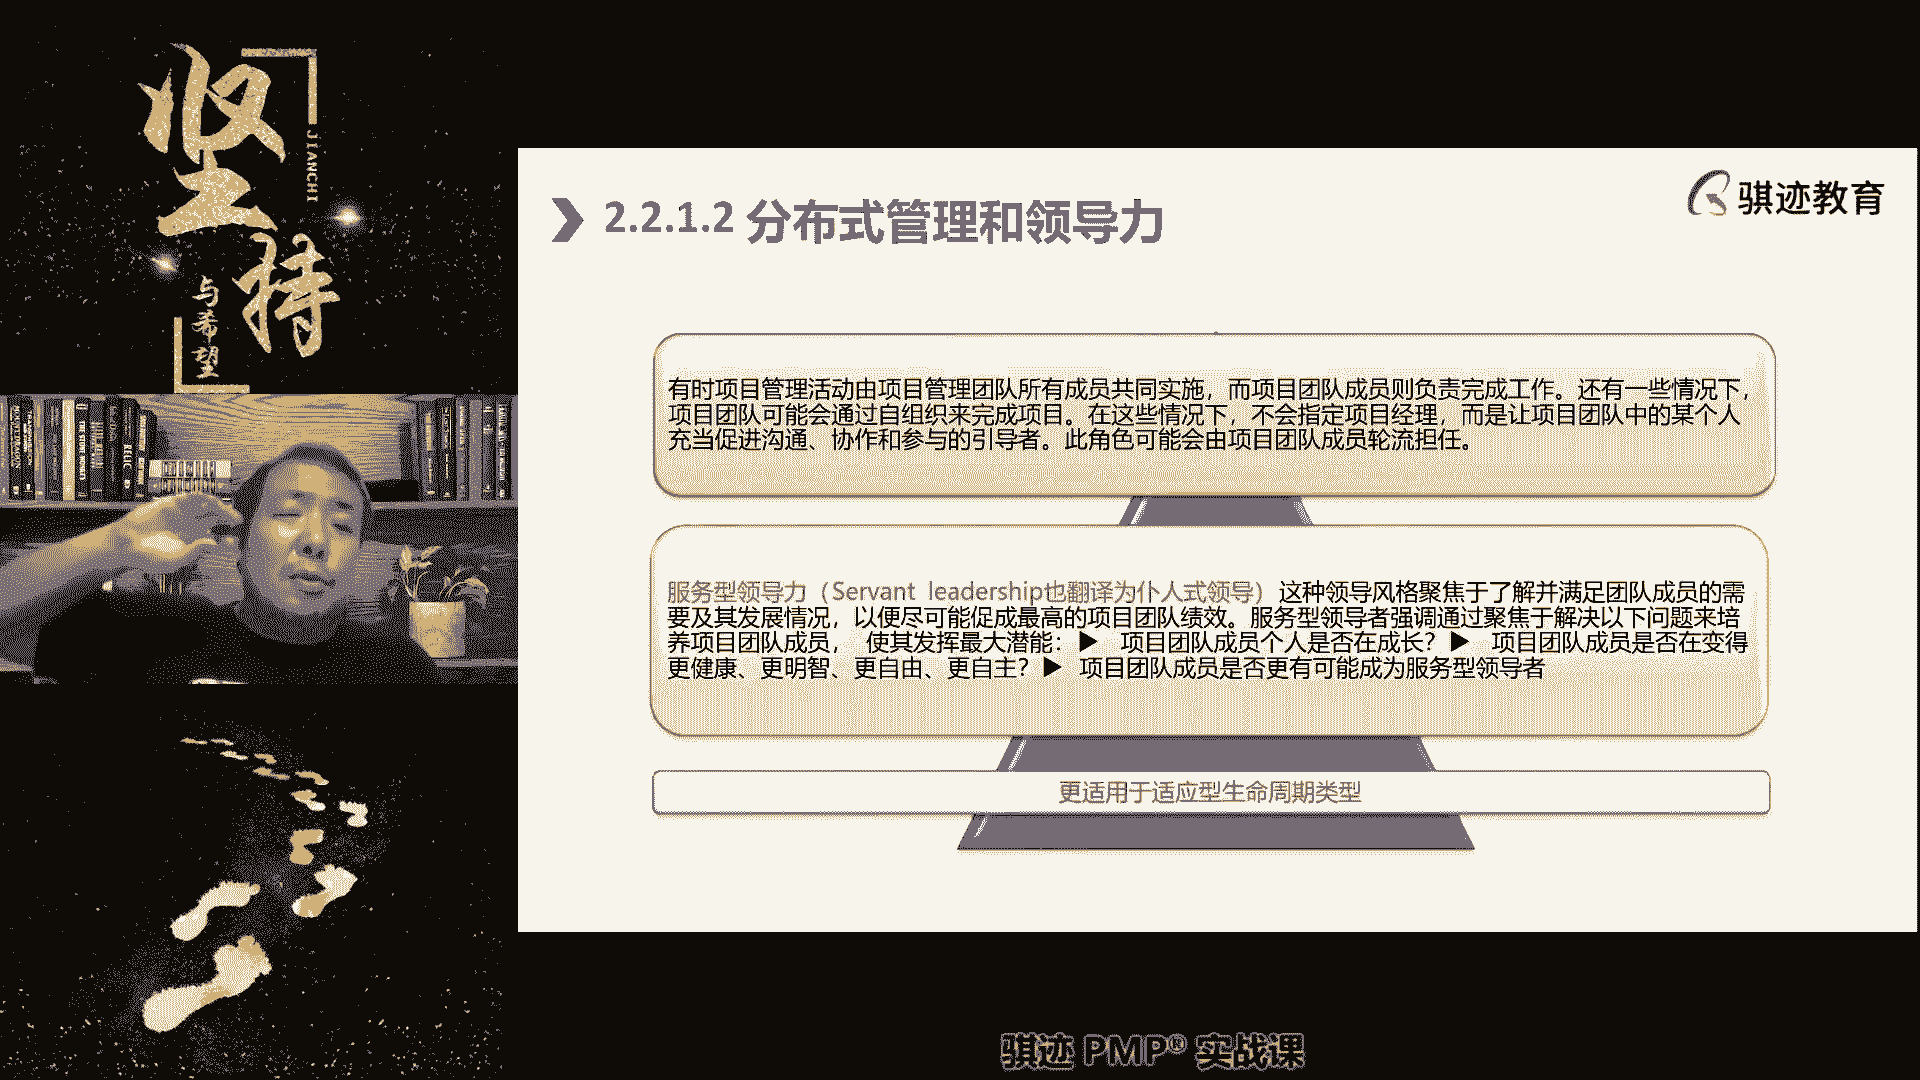 坚
持
JIANCHI
与希望
骐迹教育
2.2.1.2 分布式管理和领导力
有时项目管理活动由项目管理团队所有成员共同实施，而项目团队成员则负责完成工作。还有一些情况下，
项目团队可能会通过自组织来完成项目。在这些情况下，不会指定项目经理，而是让项目团队中的某个人
充当促进沟通、协作和参与的引导者。此角色可能会由项目团队成员轮流担任。
服务型领导力（Servant leadership也翻译为仆人式领导） 这种领导风格聚焦于了解并满足团队成员的需
要及其发展情况，以便尽可能促成最高的项目团队绩效。服务型领导者强调通过聚焦于解决以下问题来培
养项目团队成员， 使其发挥最大潜能：▶ 项目团队成员个人是否在成长？▶ 项目团队成员是否在变得
更健康、更明智、更自由、更自主？▶ 项目团队成员是否更有可能成为服务型领导者
更适用于适应型生命周期类型
骐迹 PMP® 实战课